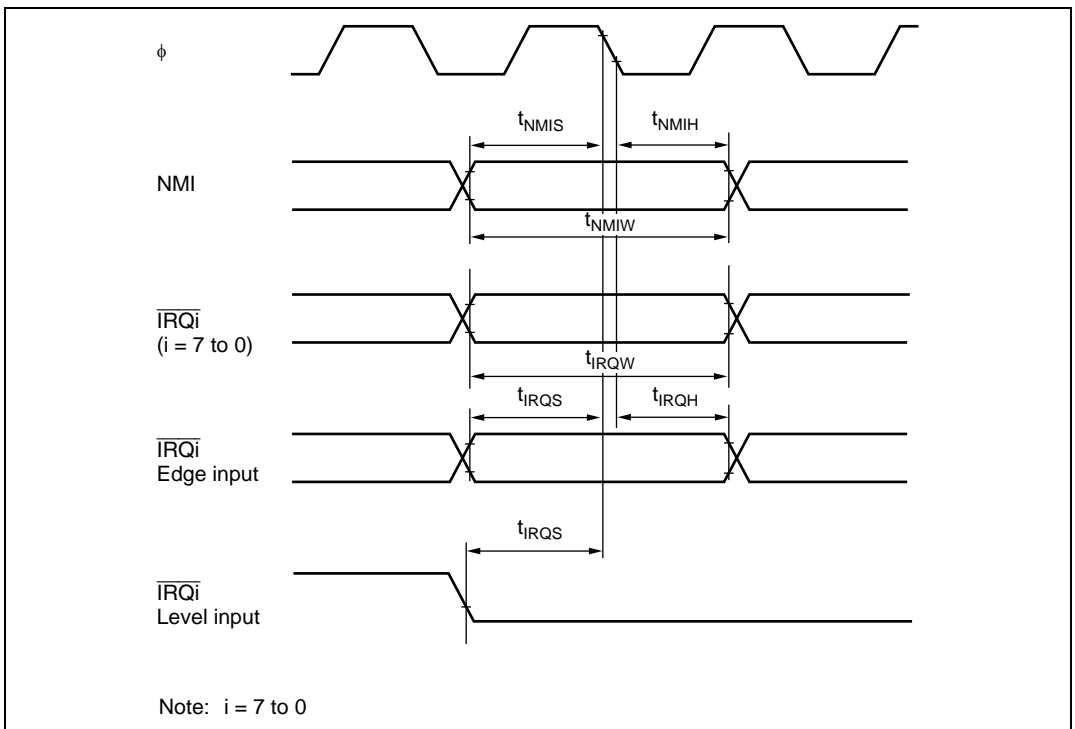 ϕ
tNMIS
tNMIH
NMI
tNMIW
IRQi
(i = 7 to 0)
tIRQW
tIRQS
tIRQH
IRQi
Edge input
tIRQS
IRQi
Level input
Note: i = 7 to 0